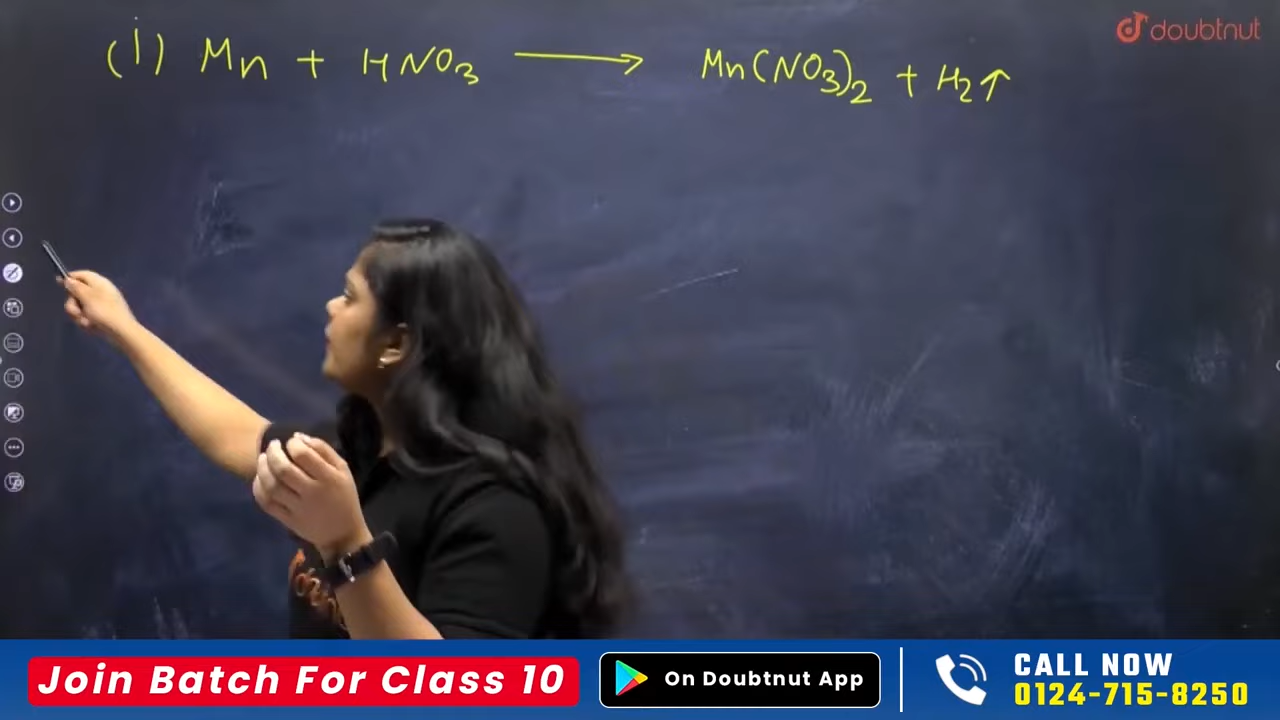 doubtnut
(i) Mn + HNO₃ ⟶ Mn(NO₃)₂ + H₂↑
Join Batch For Class 10
On Doubtnut App
CALL NOW
0124-715-8250